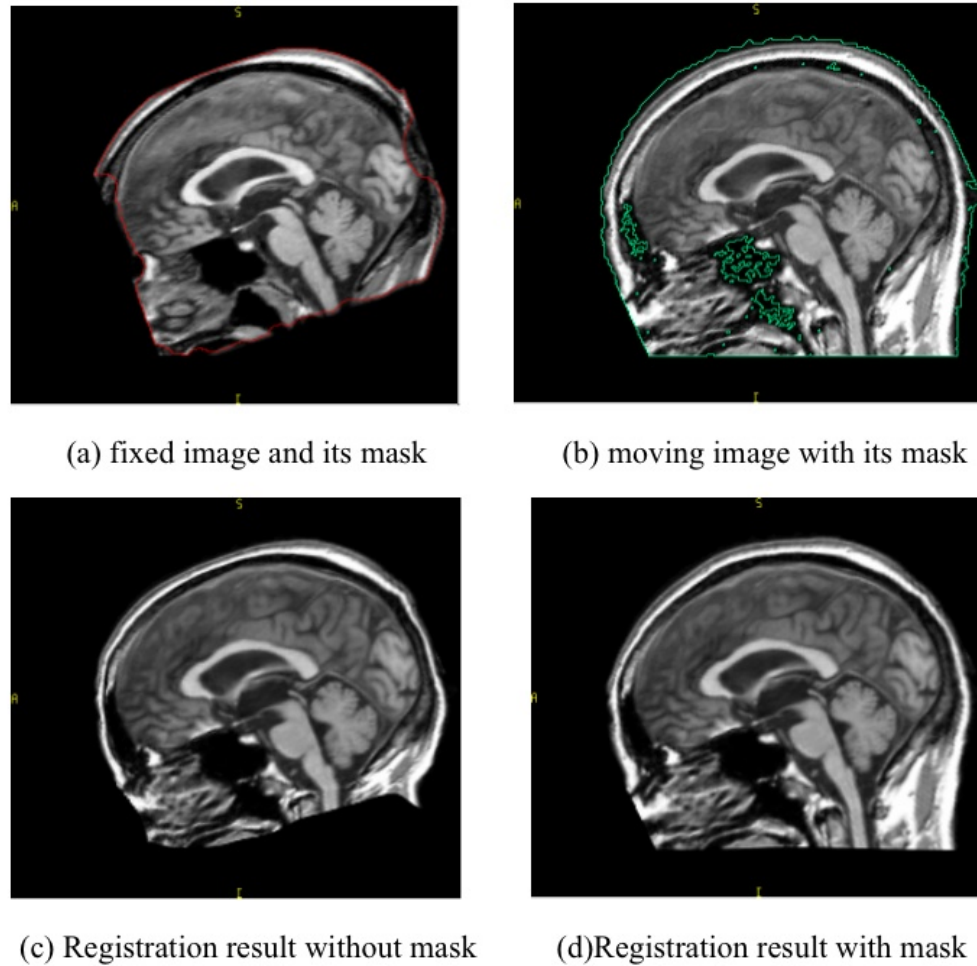 S
S
A
A
I
I
(a) fixed image and its mask
(b) moving image with its mask
S
S
A
A
I
I
(c) Registration result without mask
(d)Registration result with mask